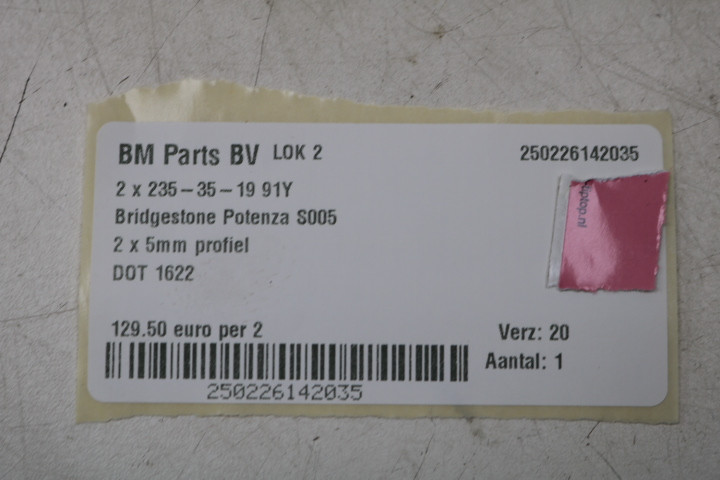 BM Parts BV LOK 2 250226142035
2 x 235-35-19 91Y
Bridgestone Potenza S005
2 x 5mm profiel
DOT 1622
129.50 euro per 2
Verz: 20
Aantal: 1
250226142035